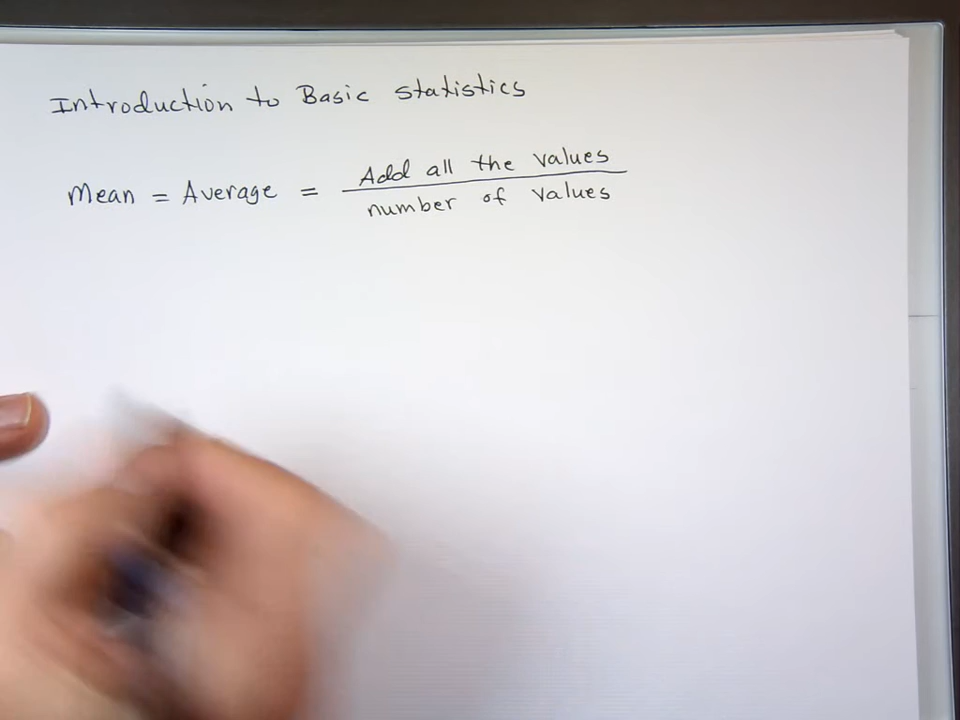 Introduction to Basic Statistics
Mean = Average = Add all the values
number of values